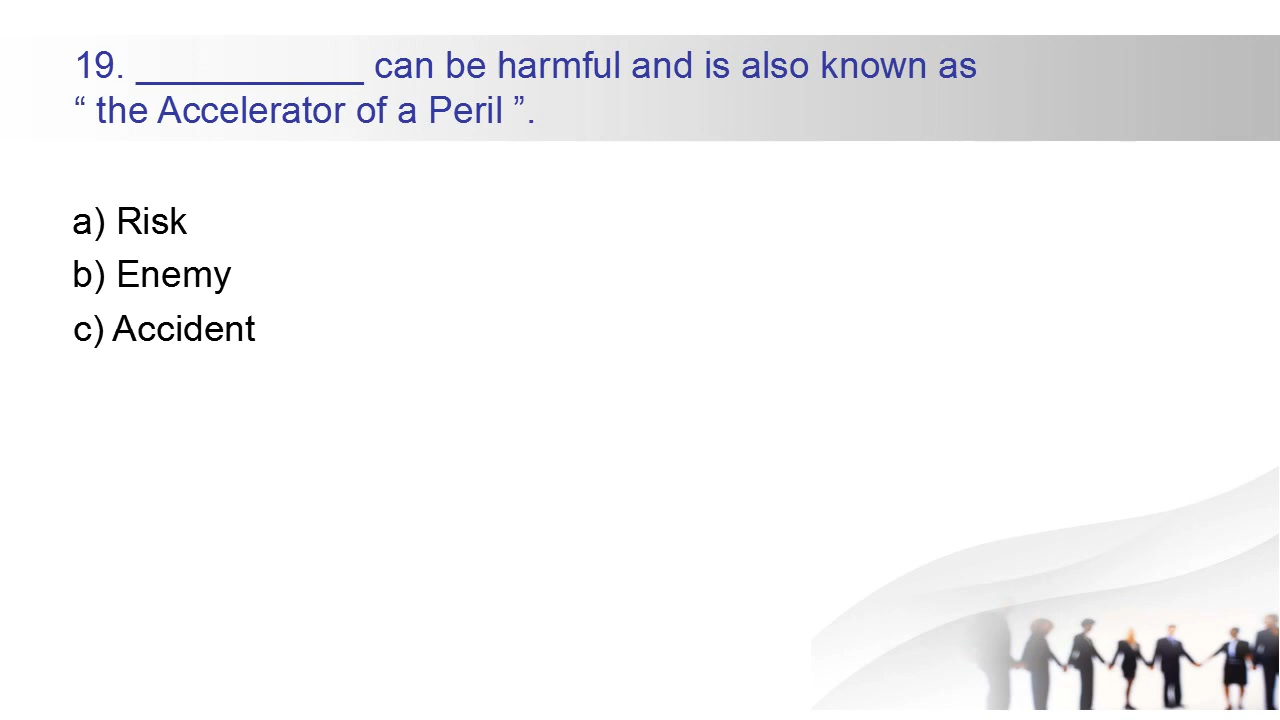 19. ___________ can be harmful and is also known as
“ the Accelerator of a Peril ”.
a) Risk
b) Enemy
c) Accident